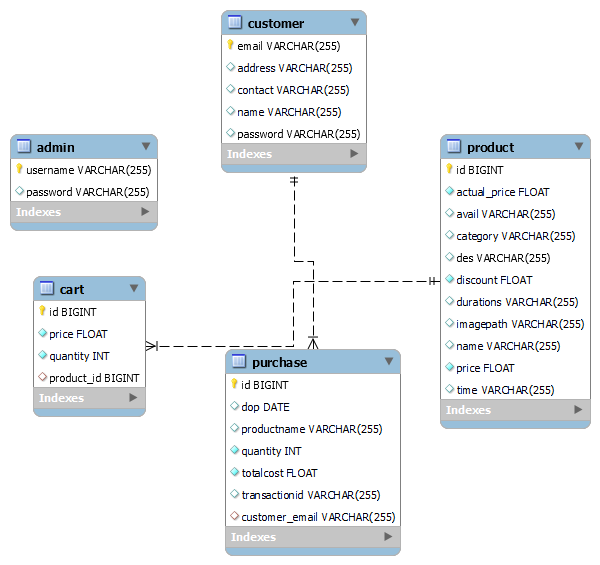 customer
email VARCHAR(255)
address VARCHAR(255)
contact VARCHAR(255)
name VARCHAR(255)
password VARCHAR(255)
Indexes
admin
username VARCHAR(255)
password VARCHAR(255)
Indexes
product
id BIGINT
actual_price FLOAT
avail VARCHAR(255)
category VARCHAR(255)
des VARCHAR(255)
discount FLOAT
durations VARCHAR(255)
imagepath VARCHAR(255)
name VARCHAR(255)
price FLOAT
time VARCHAR(255)
Indexes
cart
id BIGINT
price FLOAT
quantity INT
product_id BIGINT
Indexes
purchase
id BIGINT
dop DATE
productname VARCHAR(255)
quantity INT
totalcost FLOAT
transactionid VARCHAR(255)
customer_email VARCHAR(255)
Indexes